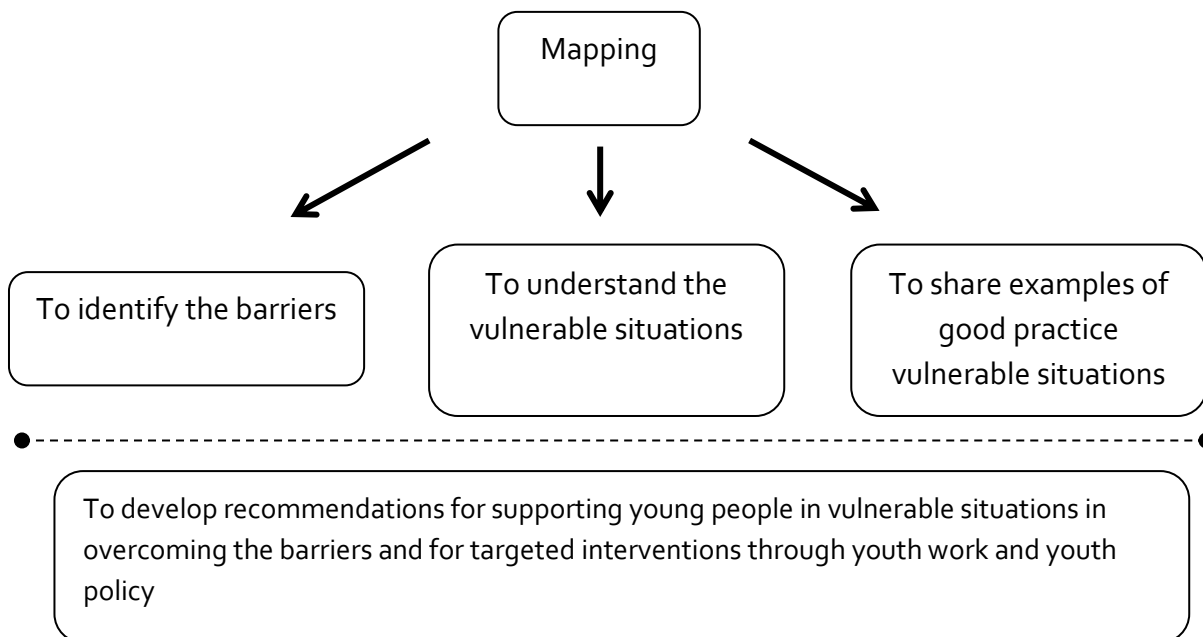 Mapping
To identify the barriers
To understand the
vulnerable situations
To share examples of
good practice
vulnerable situations
To develop recommendations for supporting young people in vulnerable situations in
overcoming the barriers and for targeted interventions through youth work and youth
policy